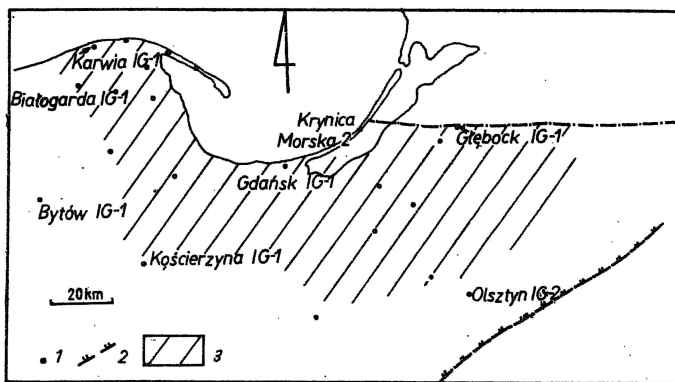 Karwia IG-1
Białogarda IG-1
Krynica
Morska 2
Głębock IG-1
Gdańsk IG-1
Bytów IG-1
Kościerzyna IG-1
Olsztyn IG-2
20km
1
2
3